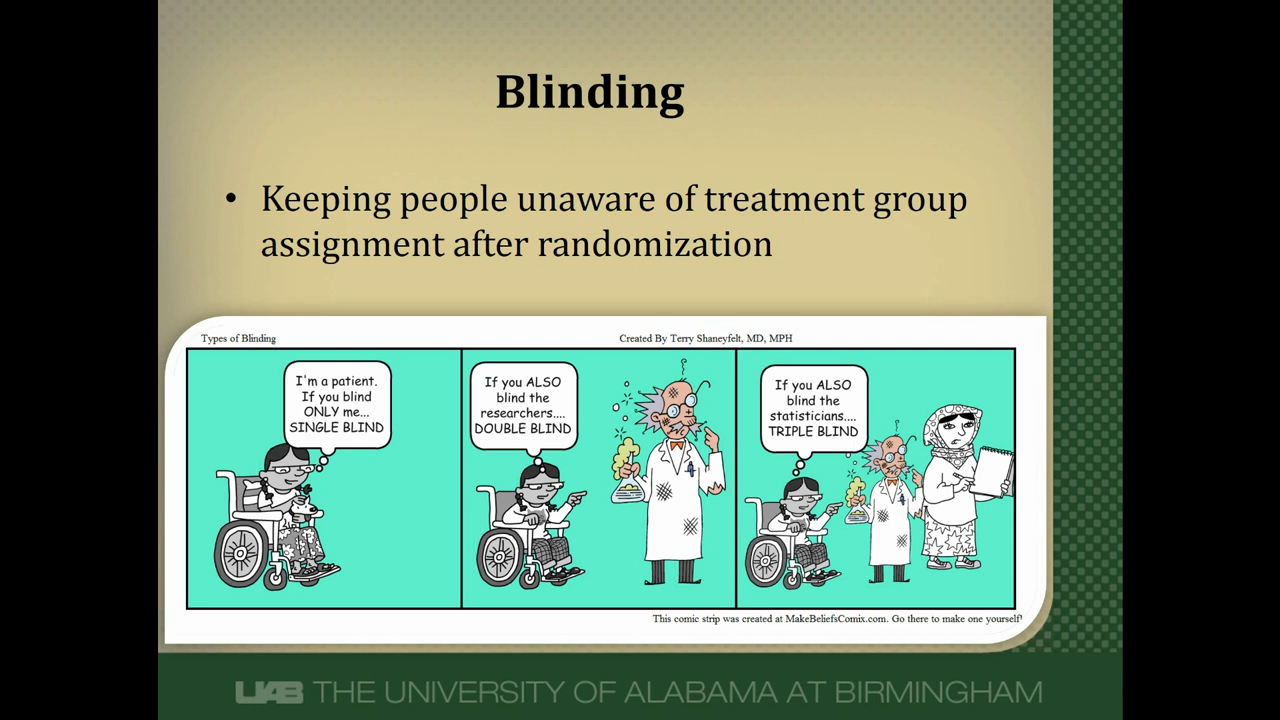 Blinding
• Keeping people unaware of treatment group
assignment after randomization
Types of Blinding
Created By Terry Shaneyfelt, MD, MPH
I'm a patient.
If you blind
ONLY me...
SINGLE BLIND
If you ALSO
blind the
researchers....
DOUBLE BLIND
If you ALSO
blind the
statisticians....
TRIPLE BLIND
This comic strip was created at MakeBeliefsComix.com. Go there to make one yourself!
UAB THE UNIVERSITY OF ALABAMA AT BIRMINGHAM